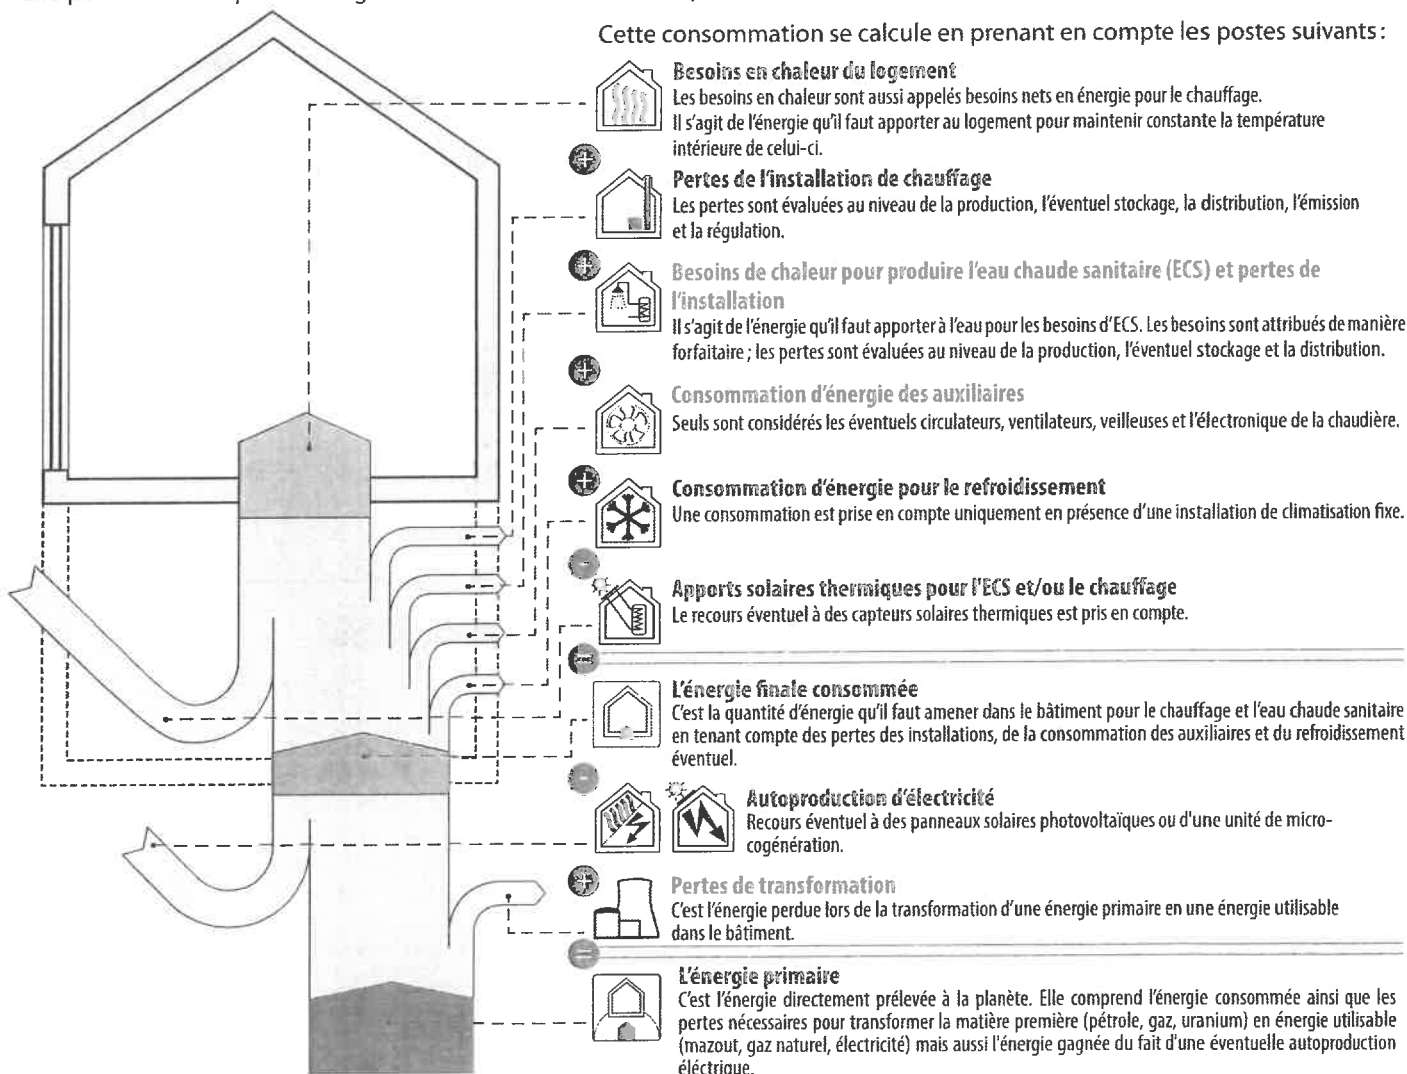 Cette consommation se calcule en prenant en compte les postes suivants :
Besoins en chaleur du logement
Les besoins en chaleur sont aussi appelés besoins nets en énergie pour le chauffage.
Il s'agit de l'énergie qu'il faut apporter au logement pour maintenir constante la température
intérieure de celui-ci.
Pertes de l'installation de chauffage
Les pertes sont évaluées au niveau de la production, l'éventuel stockage, la distribution, l'émission
et la régulation.
Besoins de chaleur pour produire l'eau chaude sanitaire (ECS) et pertes de
l'installation
Il s'agit de l'énergie qu'il faut apporter à l'eau pour les besoins d'ECS. Les besoins sont attribués de manière
forfaitaire ; les pertes sont évaluées au niveau de la production, l'éventuel stockage et la distribution.
Consommation d'énergie des auxiliaires
Seuls sont considérés les éventuels circulateurs, ventilateurs, veilleuses et l'électronique de la chaudière.
Consommation d'énergie pour le refroidissement
Une consommation est prise en compte uniquement en présence d'une installation de climatisation fixe.
Apports solaires thermiques pour l'ECS et/ou le chauffage
Le recours éventuel à des capteurs solaires thermiques est pris en compte.
L'énergie finale consommée
C'est la quantité d'énergie qu'il faut amener dans le bâtiment pour le chauffage et l'eau chaude sanitaire
en tenant compte des pertes des installations, de la consommation des auxiliaires et du refroidissement
éventuel.
Autoproduction d'électricité
Recours éventuel à des panneaux solaires photovoltaïques ou d'une unité de micro-
cogénération.
Pertes de transformation
C'est l'énergie perdue lors de la transformation d'une énergie primaire en une énergie utilisable
dans le bâtiment.
L'énergie primaire
C'est l'énergie directement prélevée à la planète. Elle comprend l'énergie consommée ainsi que les
pertes nécessaires pour transformer la matière première (pétrole, gaz, uranium) en énergie utilisable
(mazout, gaz naturel, électricité) mais aussi l'énergie gagnée du fait d'une éventuelle autoproduction
éléctrique.